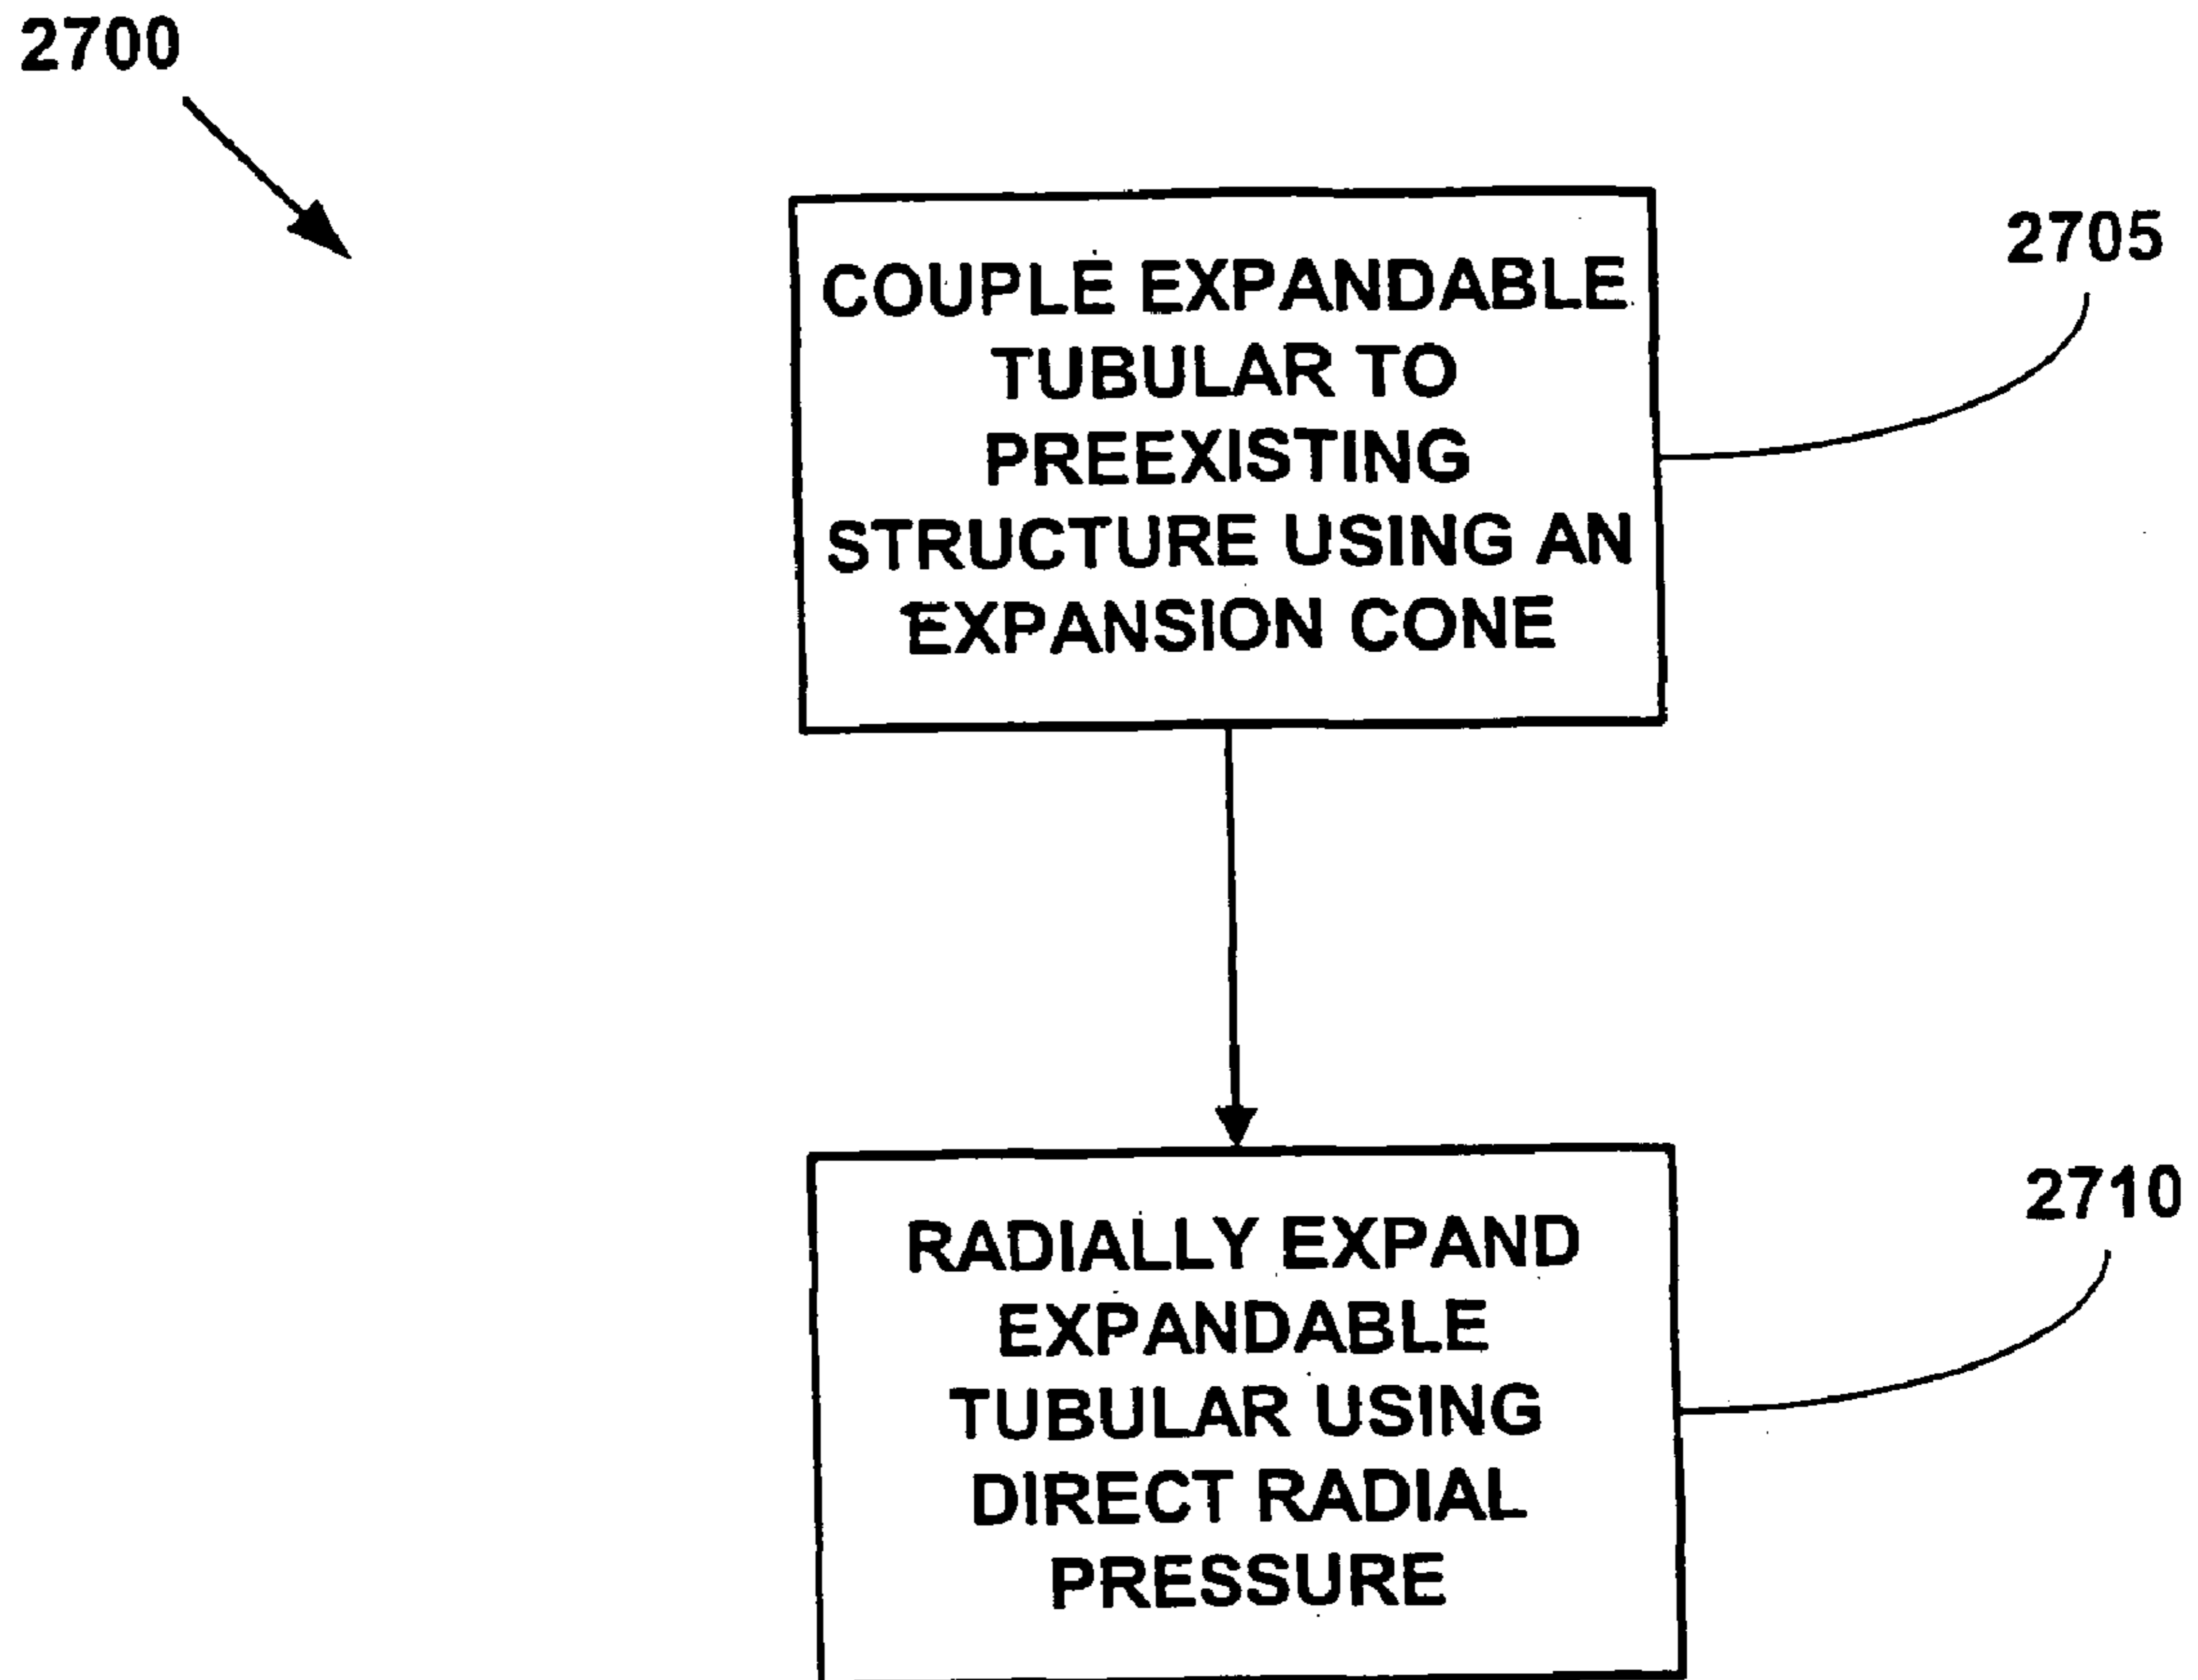 2700
2705
COUPLE EXPANDABLE
TUBULAR TO
PREEXISTING
STRUCTURE USING AN
EXPANSION CONE
2710
RADIALLY EXPAND
EXPANDABLE
TUBULAR USING
DIRECT RADIAL
PRESSURE